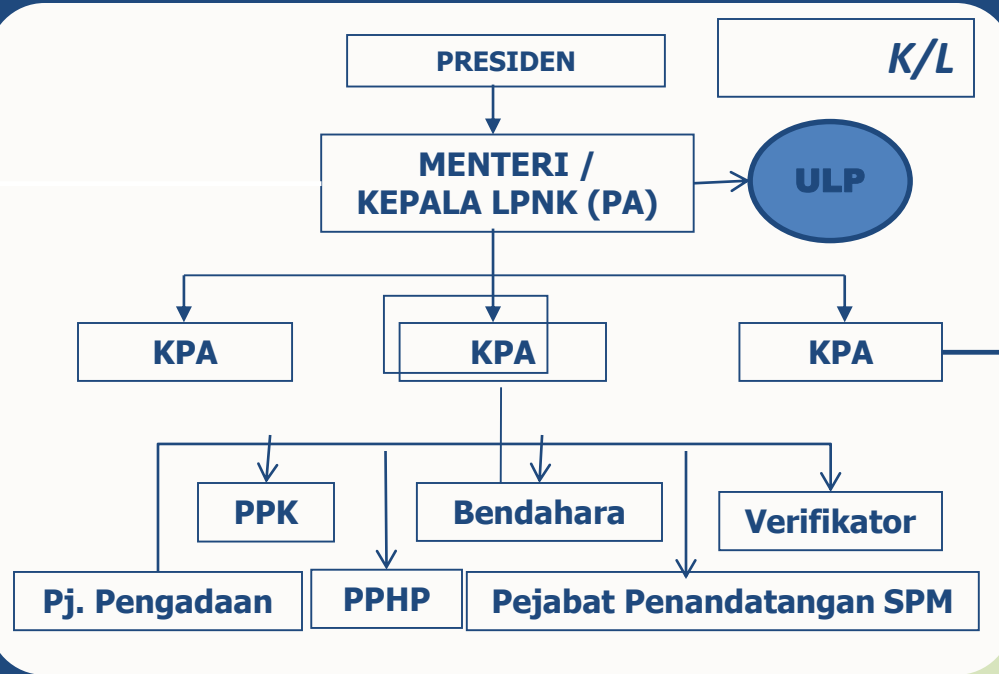 PRESIDEN
K/L
MENTERI /
KEPALA LPNK (PA)
ULP
KPA
KPA
KPA
PPK
Bendahara
Verifikator
Pj. Pengadaan
PPHP
Pejabat Penandatangan SPM